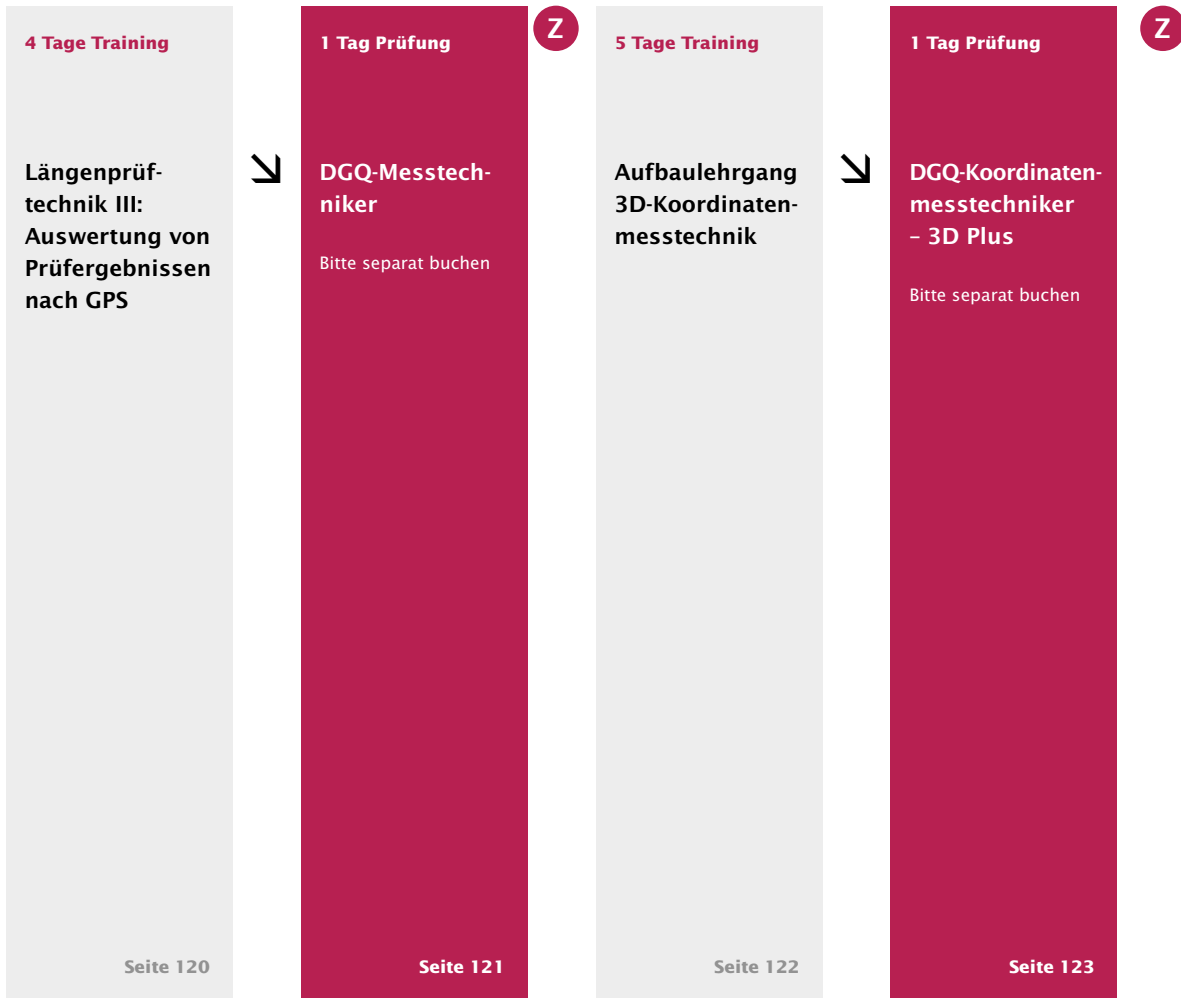 4 Tage Training
Längenprüf-
technik III:
Auswertung von
Prüfergebnissen
nach GPS
Seite 120
1 Tag Prüfung
Z
DGQ-Messtech-
niker
Bitte separat buchen
Seite 121
5 Tage Training
Aufbaulehrgang
3D-Koordinaten-
messtechnik
Seite 122
1 Tag Prüfung
Z
DGQ-Koordinaten-
messtechniker
– 3D Plus
Bitte separat buchen
Seite 123